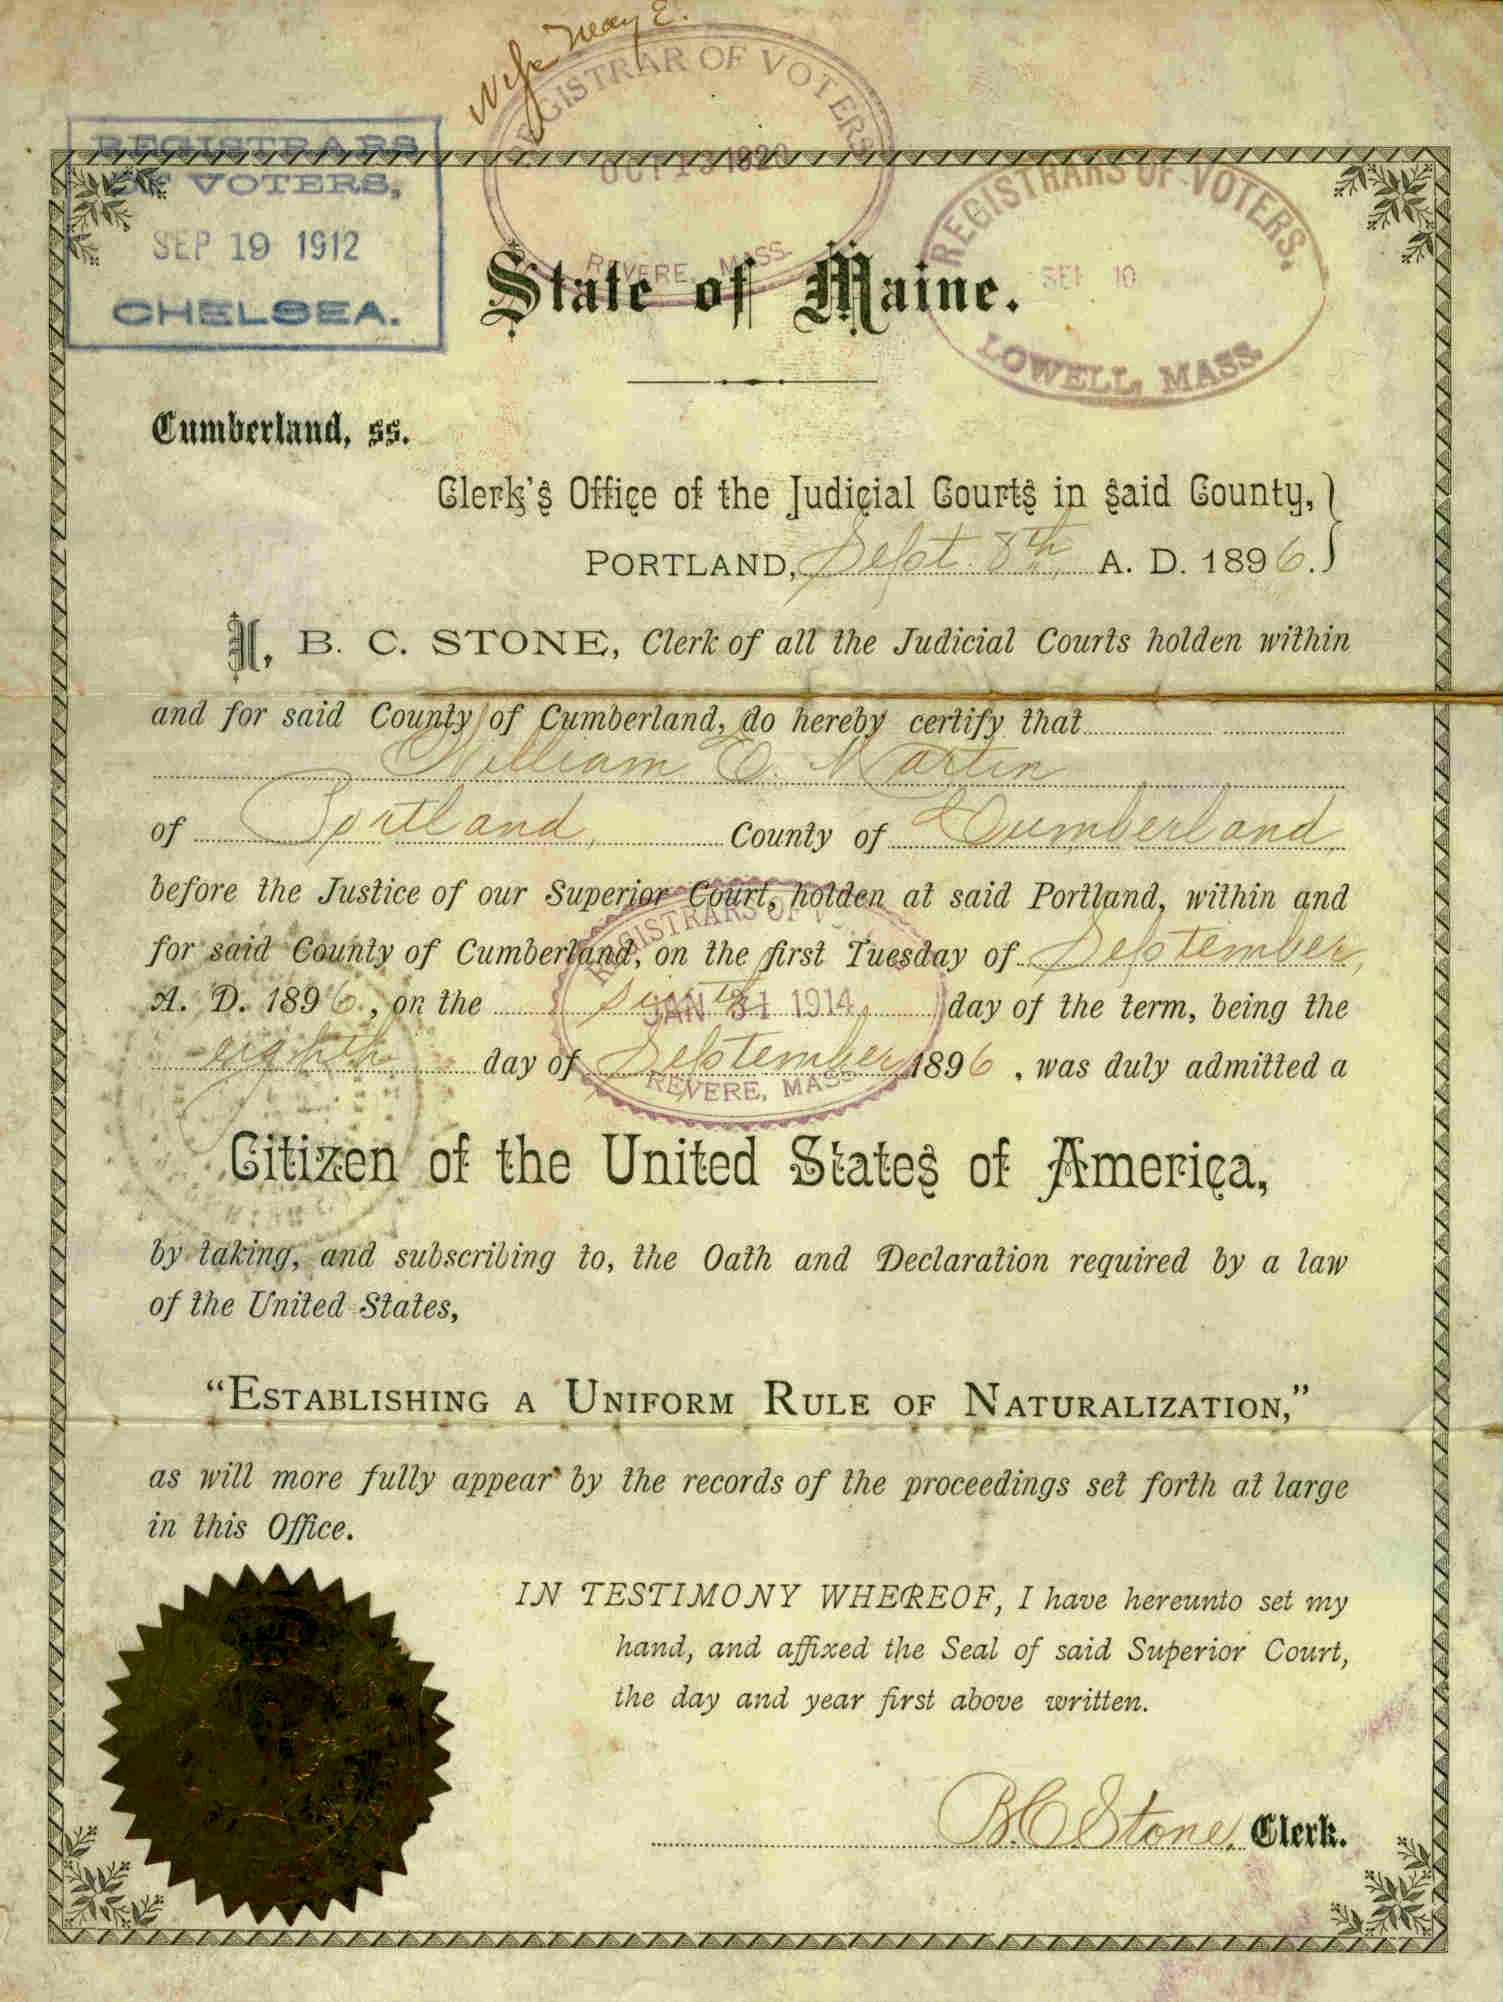 Wife May E.
REGISTRAR OF VOTERS
OCT 13 1920
REVERE, MASS.
REGISTRARS
OF VOTERS,
SEP 19 1912
CHELSEA.
REGISTRARS OF VOTERS,
SEP 10
LOWELL, MASS.
State of Maine.
Cumberland, ss.
Clerk's Office of the Judicial Courts in said County,
PORTLAND, Sept. 8th A. D. 1896.
I, B. C. STONE, Clerk of all the Judicial Courts holden within
and for said County of Cumberland, do hereby certify that
William E. Martin
of Portland, County of Cumberland,
before the Justice of our Superior Court, holden at said Portland, within and
for said County of Cumberland, on the first Tuesday of September,
A. D. 1896, on the sixth day of the term, being the
eighth day of September 1896, was duly admitted a
REGISTRARS OF
JAN 31 1914
REVERE, MASS.
Citizen of the United States of America,
by taking, and subscribing to, the Oath and Declaration required by a law
of the United States,
"ESTABLISHING A UNIFORM RULE OF NATURALIZATION,"
as will more fully appear by the records of the proceedings set forth at large
in this Office.
IN TESTIMONY WHEREOF, I have hereunto set my
hand, and affixed the Seal of said Superior Court,
the day and year first above written.
B. C. Stone, Clerk.